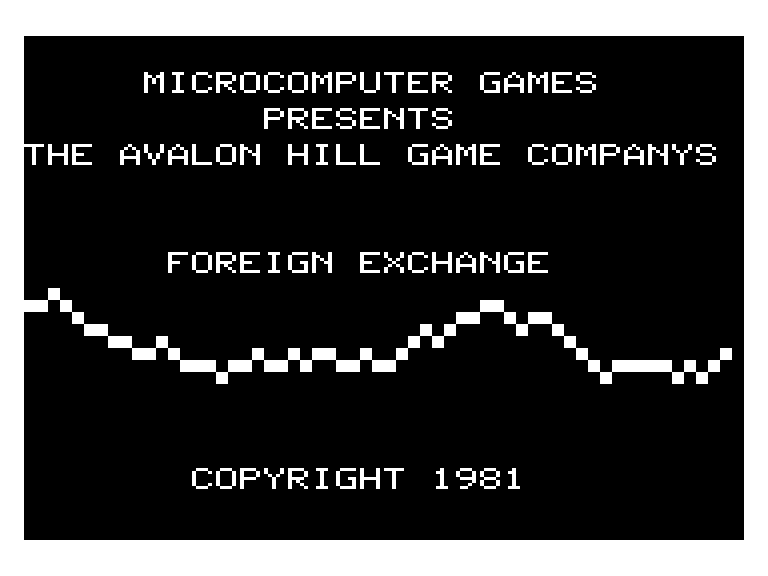 MICROCOMPUTER GAMES
PRESENTS
THE AVALON HILL GAME COMPANYS
FOREIGN EXCHANGE
COPYRIGHT 1981